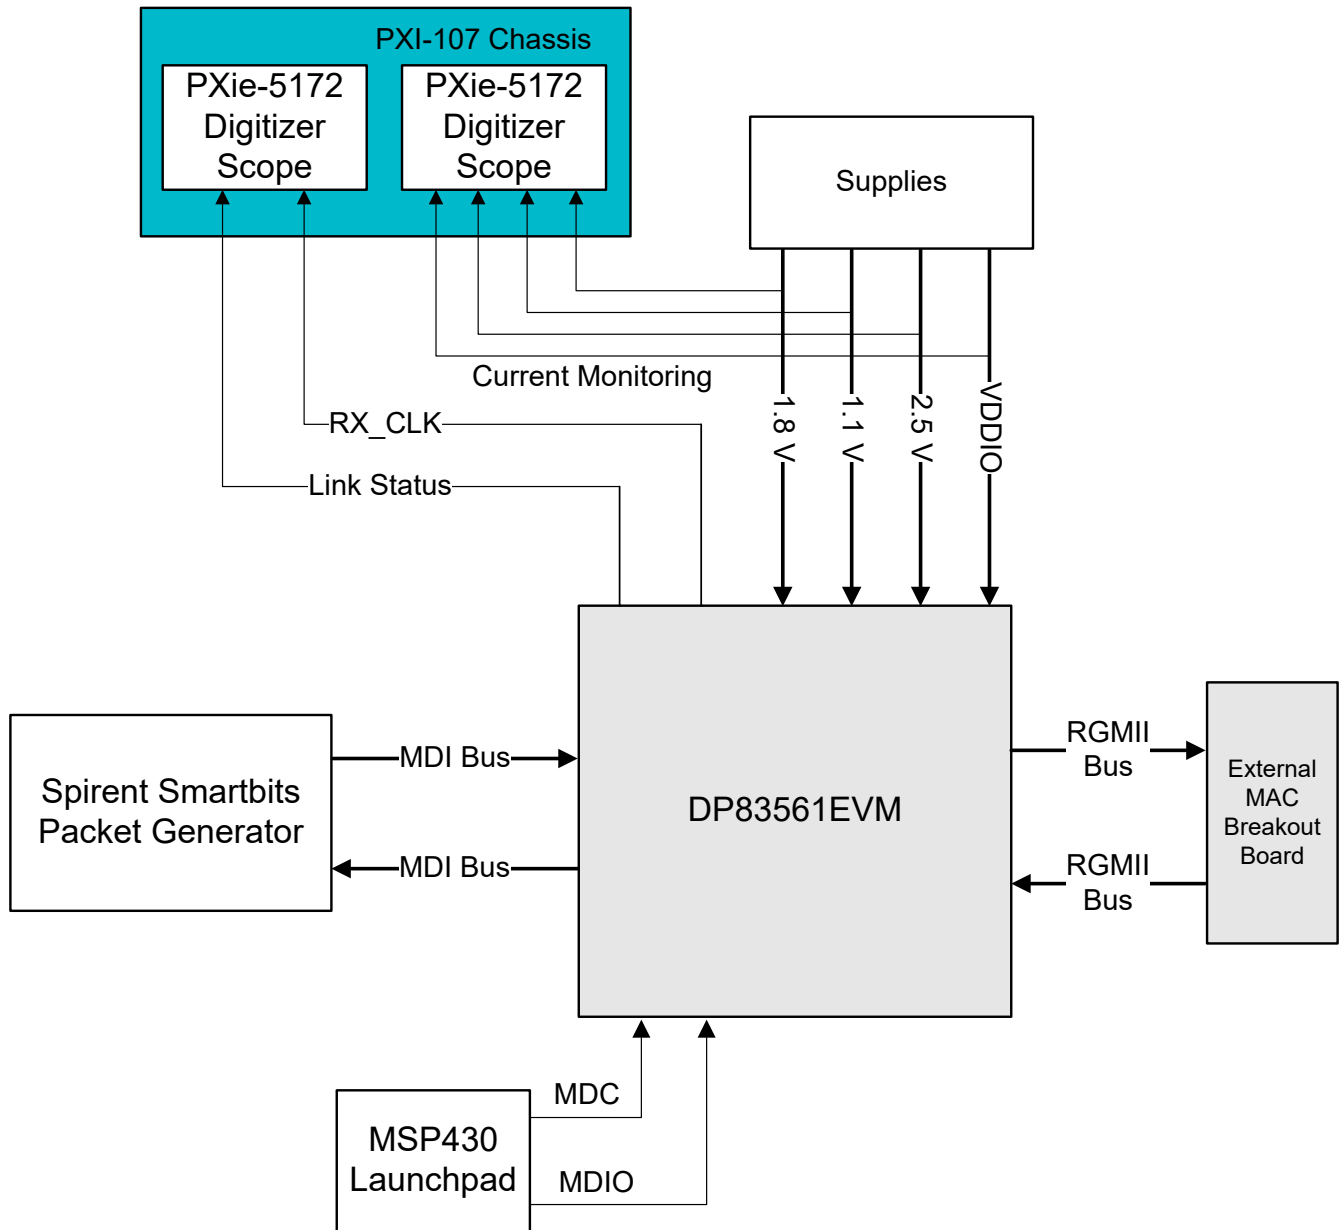 PXI-107 Chassis
PXie-5172
Digitizer
Scope
PXie-5172
Digitizer
Scope
Supplies
Current Monitoring
1.8 V
1.1 V
2.5 V
VDDIO
RX_CLK
Link Status
Spirent Smartbits
Packet Generator
MDI Bus
MDI Bus
DP83561EVM
RGMII
Bus
RGMII
Bus
External
MAC
Breakout
Board
MSP430
Launchpad
MDC
MDIO